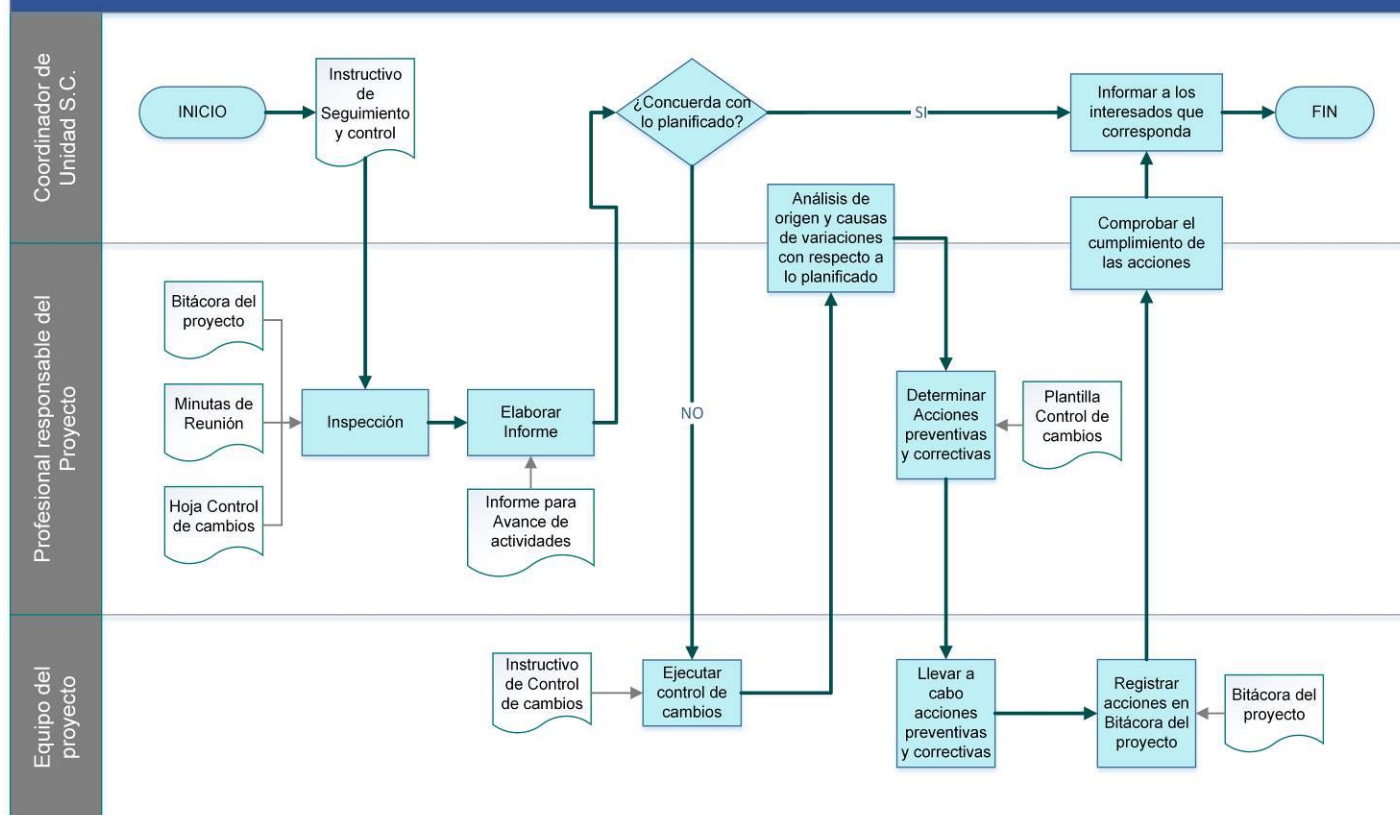 Coordinador de
Unidad S.C.
INICIO
Instructivo
de
Seguimiento
y control
¿Concuerda con
lo planificado?
SI
Informar a los
interesados que
corresponda
FIN
Análisis de
origen y causas
de variaciones
con respecto a
lo planificado
Comprobar el
cumplimiento de
las acciones
Profesional responsable del
Proyecto
Bitácora del
proyecto
Minutas de
Reunión
Hoja Control
de cambios
Inspección
Elaborar
Informe
Informe para
Avance de
actividades
NO
Determinar
Acciones
preventivas
y correctivas
Plantilla
Control de
cambios
Equipo del
proyecto
Instructivo
de Control
de cambios
Ejecutar
control de
cambios
Llevar a
cabo
acciones
preventivas
y correctivas
Registrar
acciones en
Bitácora del
proyecto
Bitácora del
proyecto